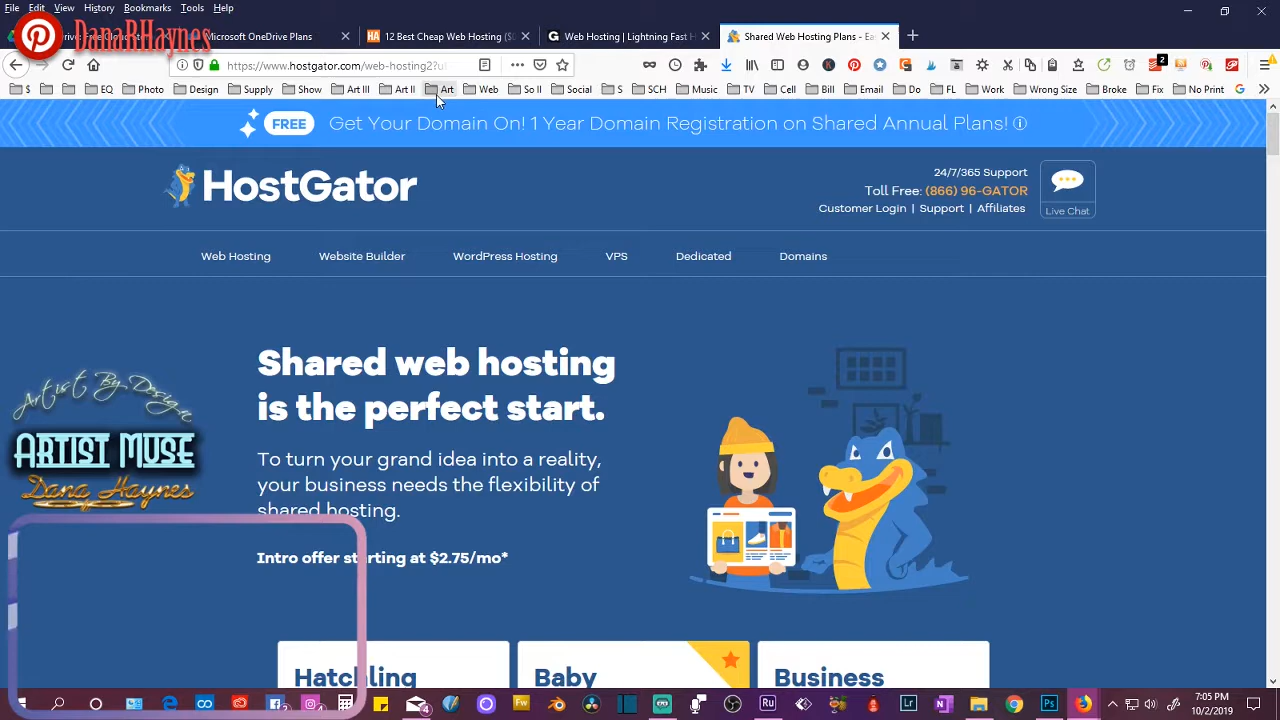 File Edit View History Bookmarks Tools Help
DanaRHaynes
Microsoft OneDrive Plans
12 Best Cheap Web Hosting ($
Web Hosting | Lightning Fast H
Shared Web Hosting Plans - Ea
https://www.hostgator.com/web-hosting2?u
2
$ EQ Photo Design Supply Show Art III Art II Art Web So II Social S SCH Music TV Cell Bill Email Do FL Work Wrong Size Broke Fix No Print
FREE Get Your Domain On! 1 Year Domain Registration on Shared Annual Plans!
HostGator
24/7/365 Support
Toll Free: (866) 96-GATOR
Customer Login | Support | Affiliates
Live Chat
Web Hosting Website Builder WordPress Hosting VPS Dedicated Domains
Shared web hosting
is the perfect start.
To turn your grand idea into a reality,
your business needs the flexibility of
shared hosting.
Intro offer starting at $2.75/mo*
Artist By Design
ARTIST MUSE
Dana Haynes
Hatchling
Baby
Business
7:05 PM
10/2/2019